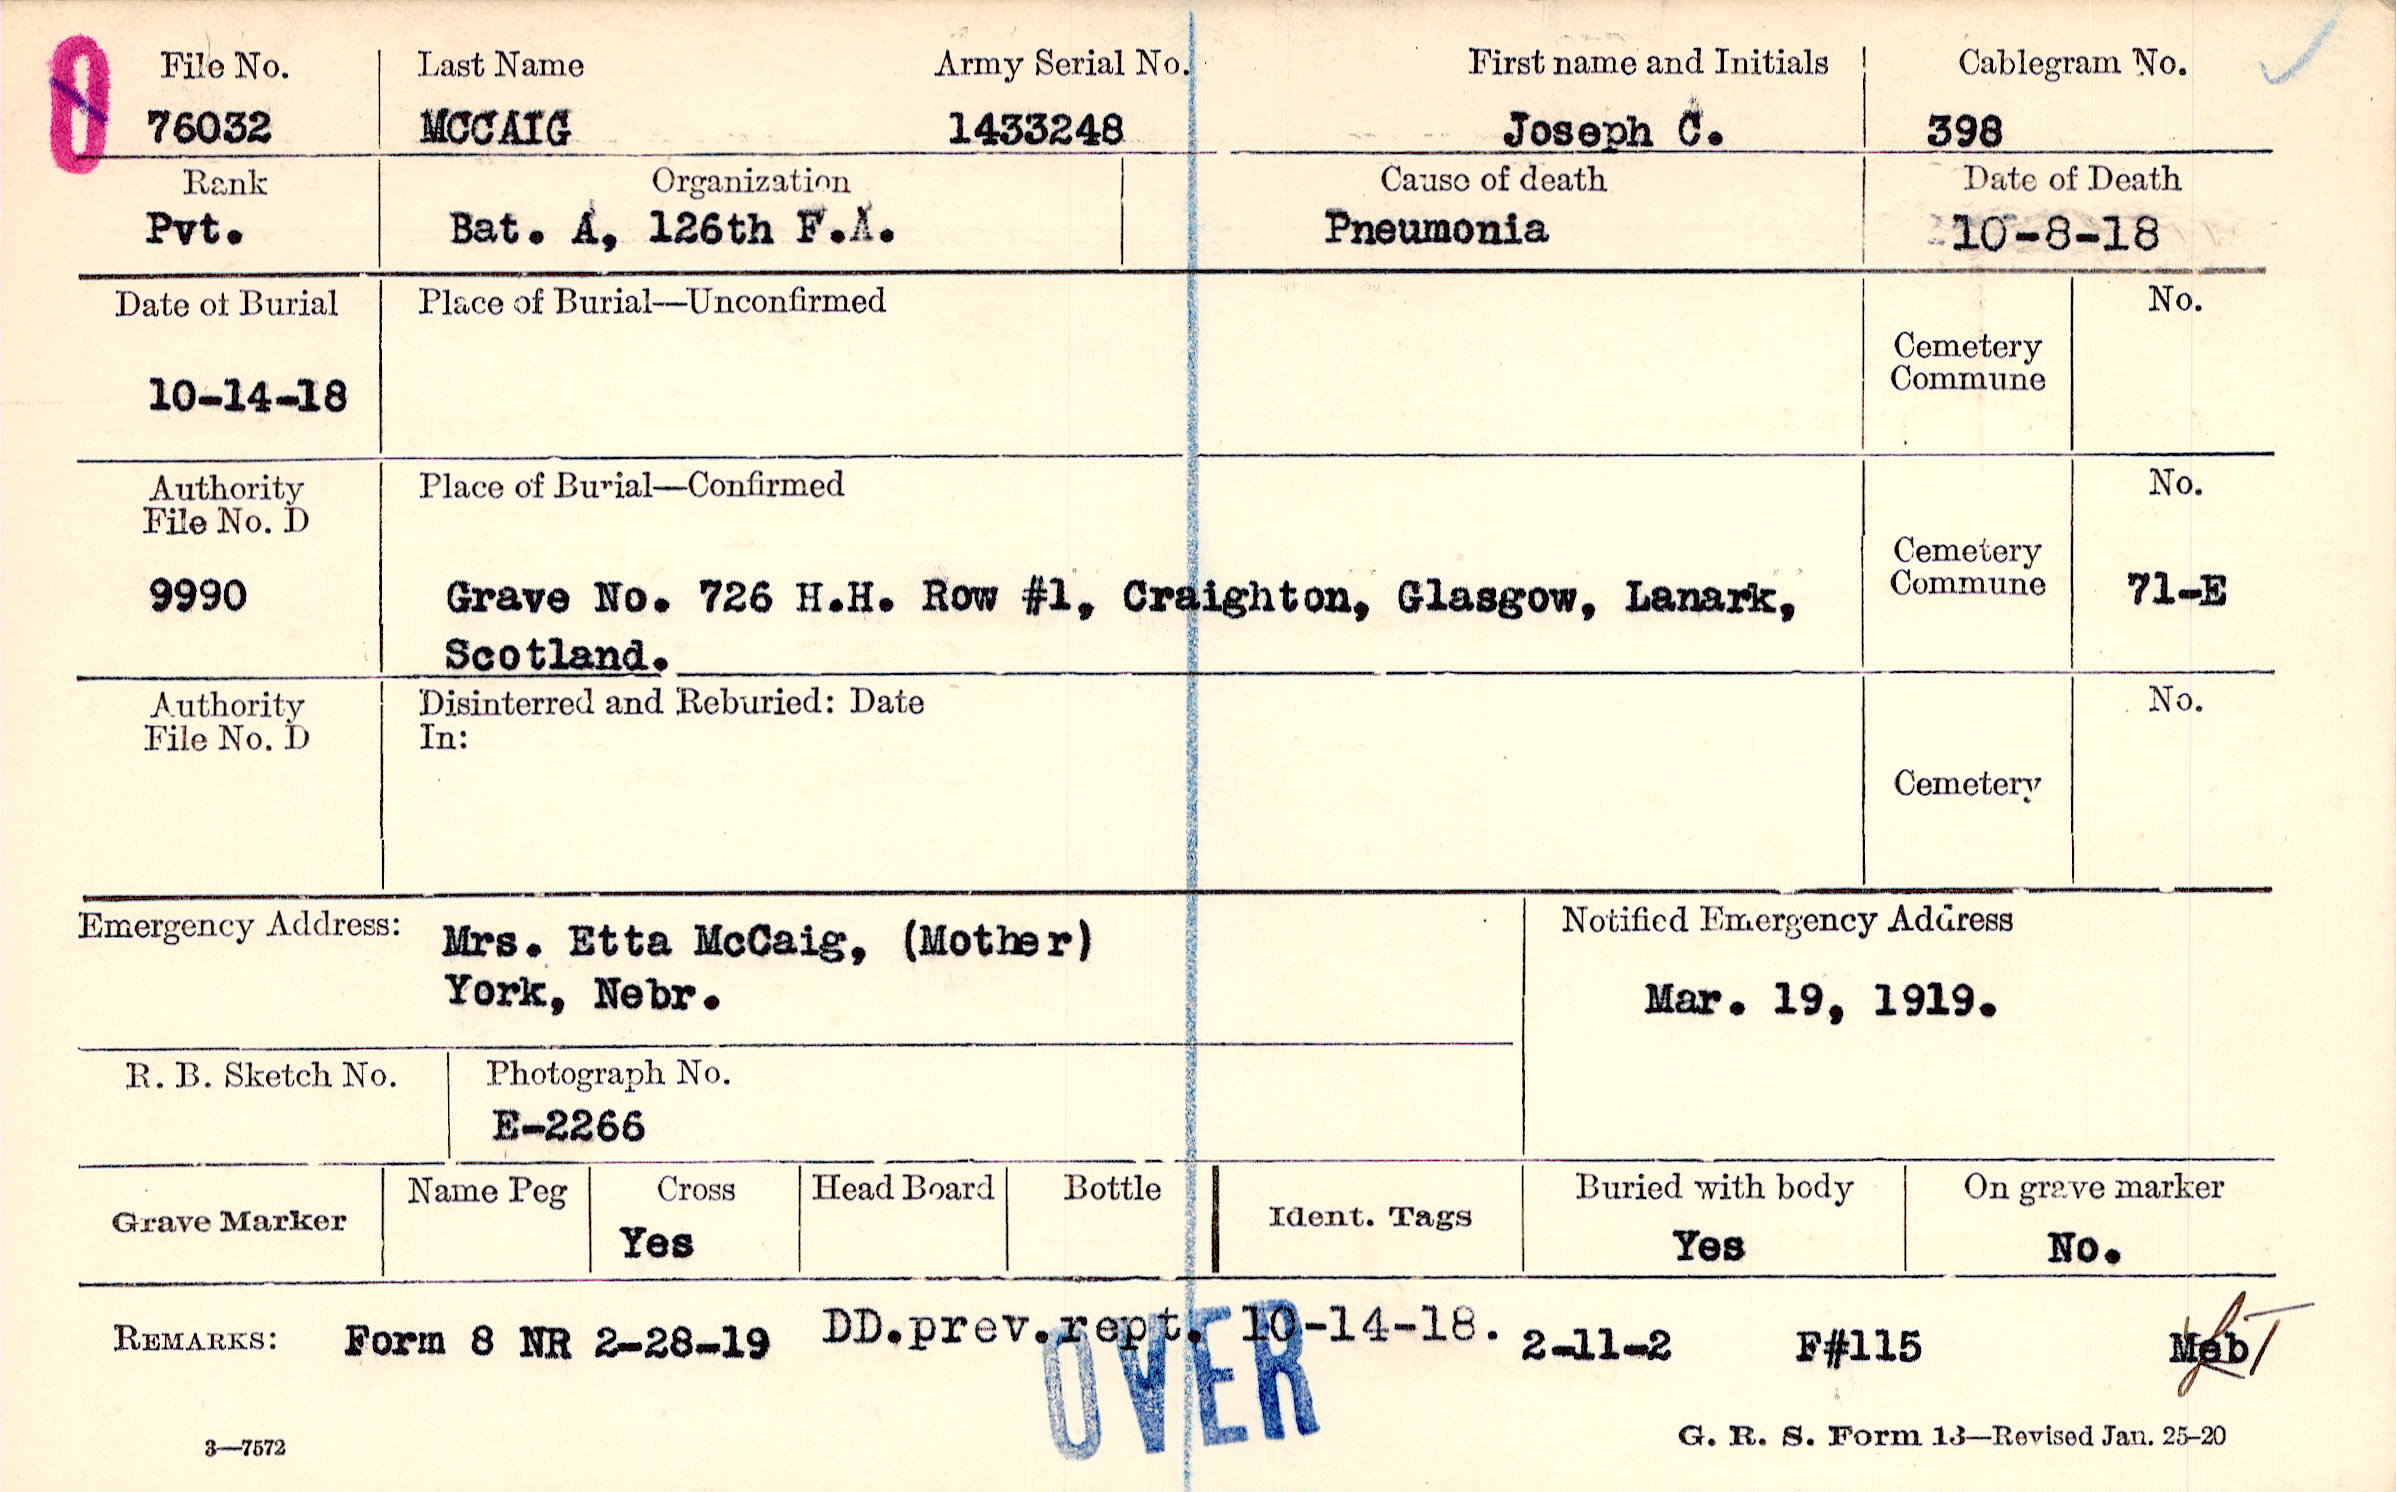 0
File No. Last Name Army Serial No. First name and Initials Cablegram No.
76032 MCCAIG 1433248 Joseph C. 398
Rank Organization Cause of death Date of Death
Pvt. Bat. A, 126th F.A. Pneumonia 10-8-18
Date of Burial Place of Burial—Unconfirmed No.
Cemetery
Commune
10-14-18
Authority Place of Burial—Confirmed No.
File No. D
Cemetery
Commune
9990 Grave No. 726 H.H. Row #1, Craighton, Glasgow, Lanark, 71-E
Scotland.
Authority Disinterred and Reburied: Date No.
File No. D In:
Cemetery
Emergency Address: Mrs. Etta McCaig, (Mother) Notified Emergency Address
York, Nebr. Mar. 19, 1919.
R. B. Sketch No. Photograph No.
E-2266
Grave Marker Name Peg Cross Head Board Bottle Ident. Tags Buried with body On grave marker
Yes Yes No.
REMARKS: Form 8 NR 2-28-19 DD.prev.rept. 10-14-18. 2-11-2 F#115 Meb
OVER
3—7572 G. R. S. Form 13—Revised Jan. 25-20